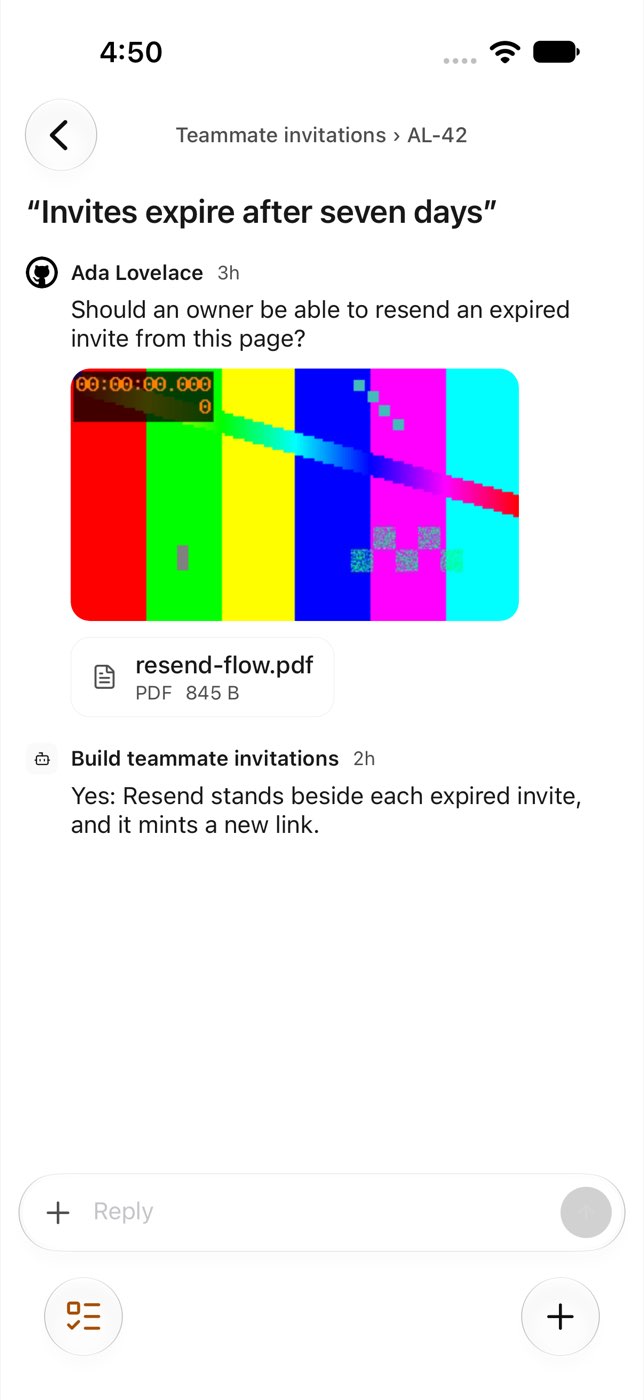 4:50
Teammate invitations › AL-42
“Invites expire after seven days”
Ada Lovelace 3h
Should an owner be able to resend an expired
invite from this page?
00:00:00.000
0
resend-flow.pdf
PDF 845 B
Build teammate invitations 2h
Yes: Resend stands beside each expired invite,
and it mints a new link.
Reply